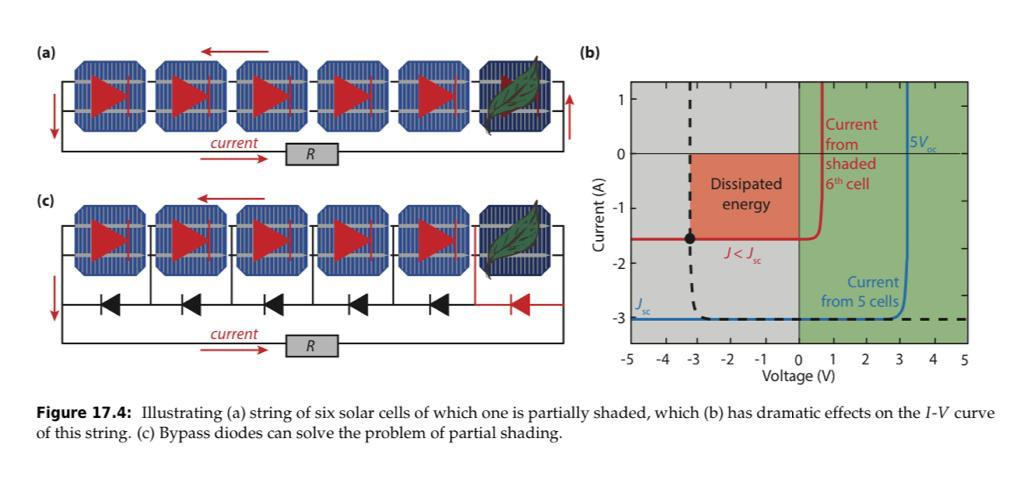 (a)
current
R
(c)
current
R
(b)
Current (A)
1
0
-1
-2
-3
Dissipated
energy
Current
from
shaded
6th cell
5Voc
J < Jsc
Current
from 5 cells
Jsc
-5 -4 -3 -2 -1 0 1 2 3 4 5
Voltage (V)
Figure 17.4: Illustrating (a) string of six solar cells of which one is partially shaded, which (b) has dramatic effects on the I-V curve
of this string. (c) Bypass diodes can solve the problem of partial shading.